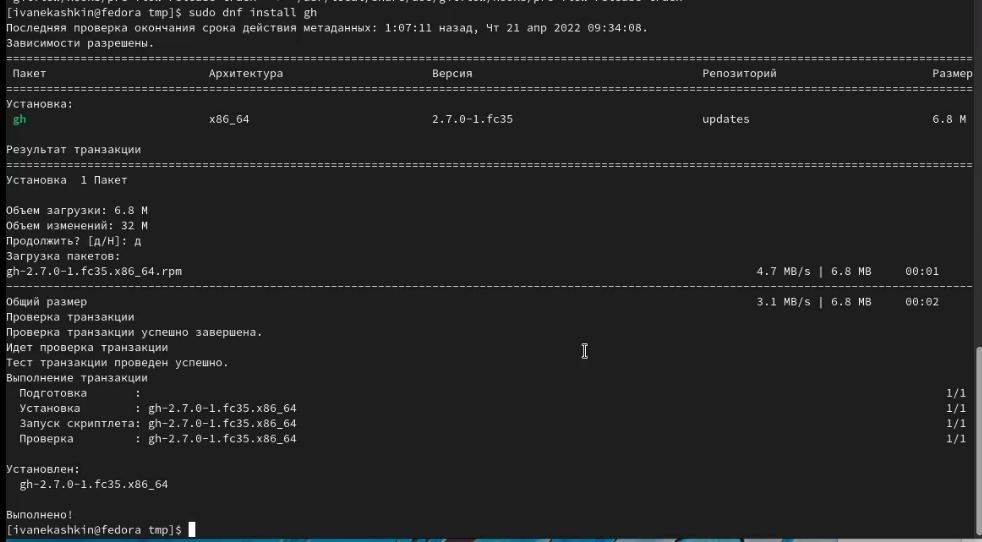 [ivanekashkin@fedora tmp]$ sudo dnf install gh
Последняя проверка окончания срока действия метаданных: 1:07:11 назад, Чт 21 апр 2022 09:34:08.
Зависимости разрешены.
================================================================================
Пакет Архитектура Версия Репозиторий Размер
================================================================================
Установка:
gh x86_64 2.7.0-1.fc35 updates 6.8 M
Результат транзакции
================================================================================
Установка 1 Пакет
Объем загрузки: 6.8 M
Объем изменений: 32 M
Продолжить? [д/Н]: д
Загрузка пакетов:
gh-2.7.0-1.fc35.x86_64.rpm 4.7 MB/s | 6.8 MB 00:01
--------------------------------------------------------------------------------
Общий размер 3.1 MB/s | 6.8 MB 00:02
Проверка транзакции
Проверка транзакции успешно завершена.
Идет проверка транзакции
Тест транзакции проведен успешно.
Выполнение транзакции
Подготовка : 1/1
Установка : gh-2.7.0-1.fc35.x86_64 1/1
Запуск скриптлета: gh-2.7.0-1.fc35.x86_64 1/1
Проверка : gh-2.7.0-1.fc35.x86_64 1/1
Установлен:
gh-2.7.0-1.fc35.x86_64
Выполнено!
[ivanekashkin@fedora tmp]$